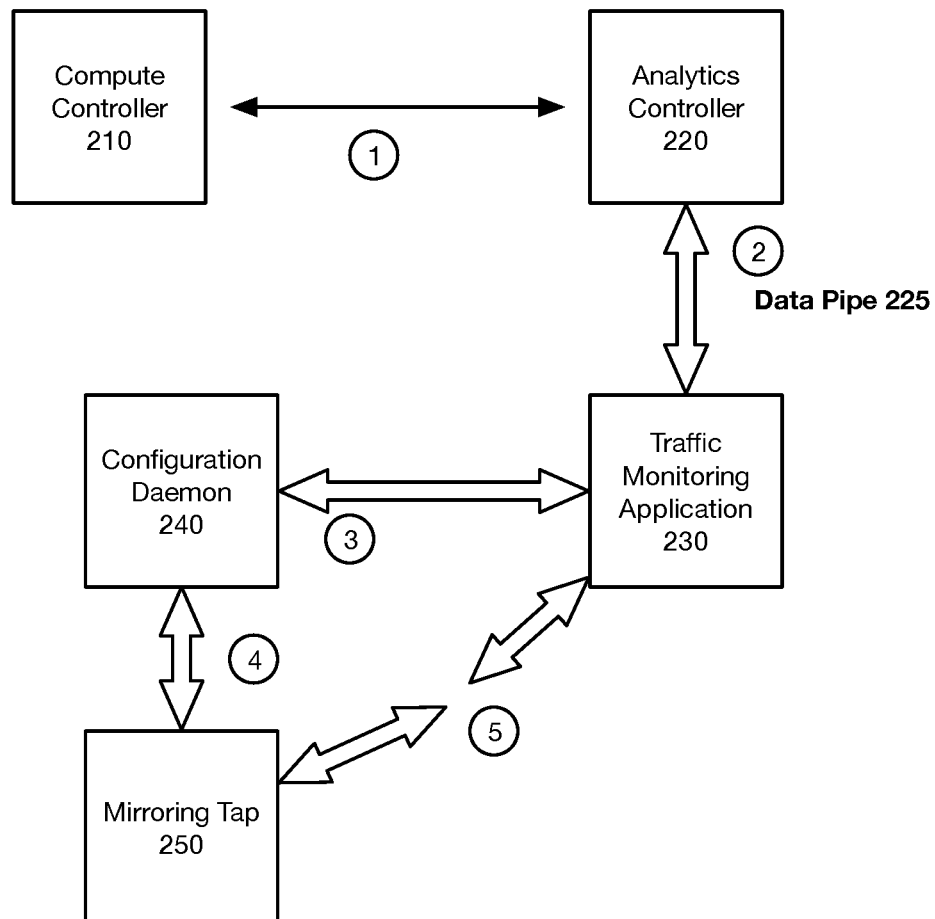 Compute
Controller
210
Analytics
Controller
220
1
2
Data Pipe 225
Configuration
Daemon
240
Traffic
Monitoring
Application
230
3
4
5
Mirroring Tap
250